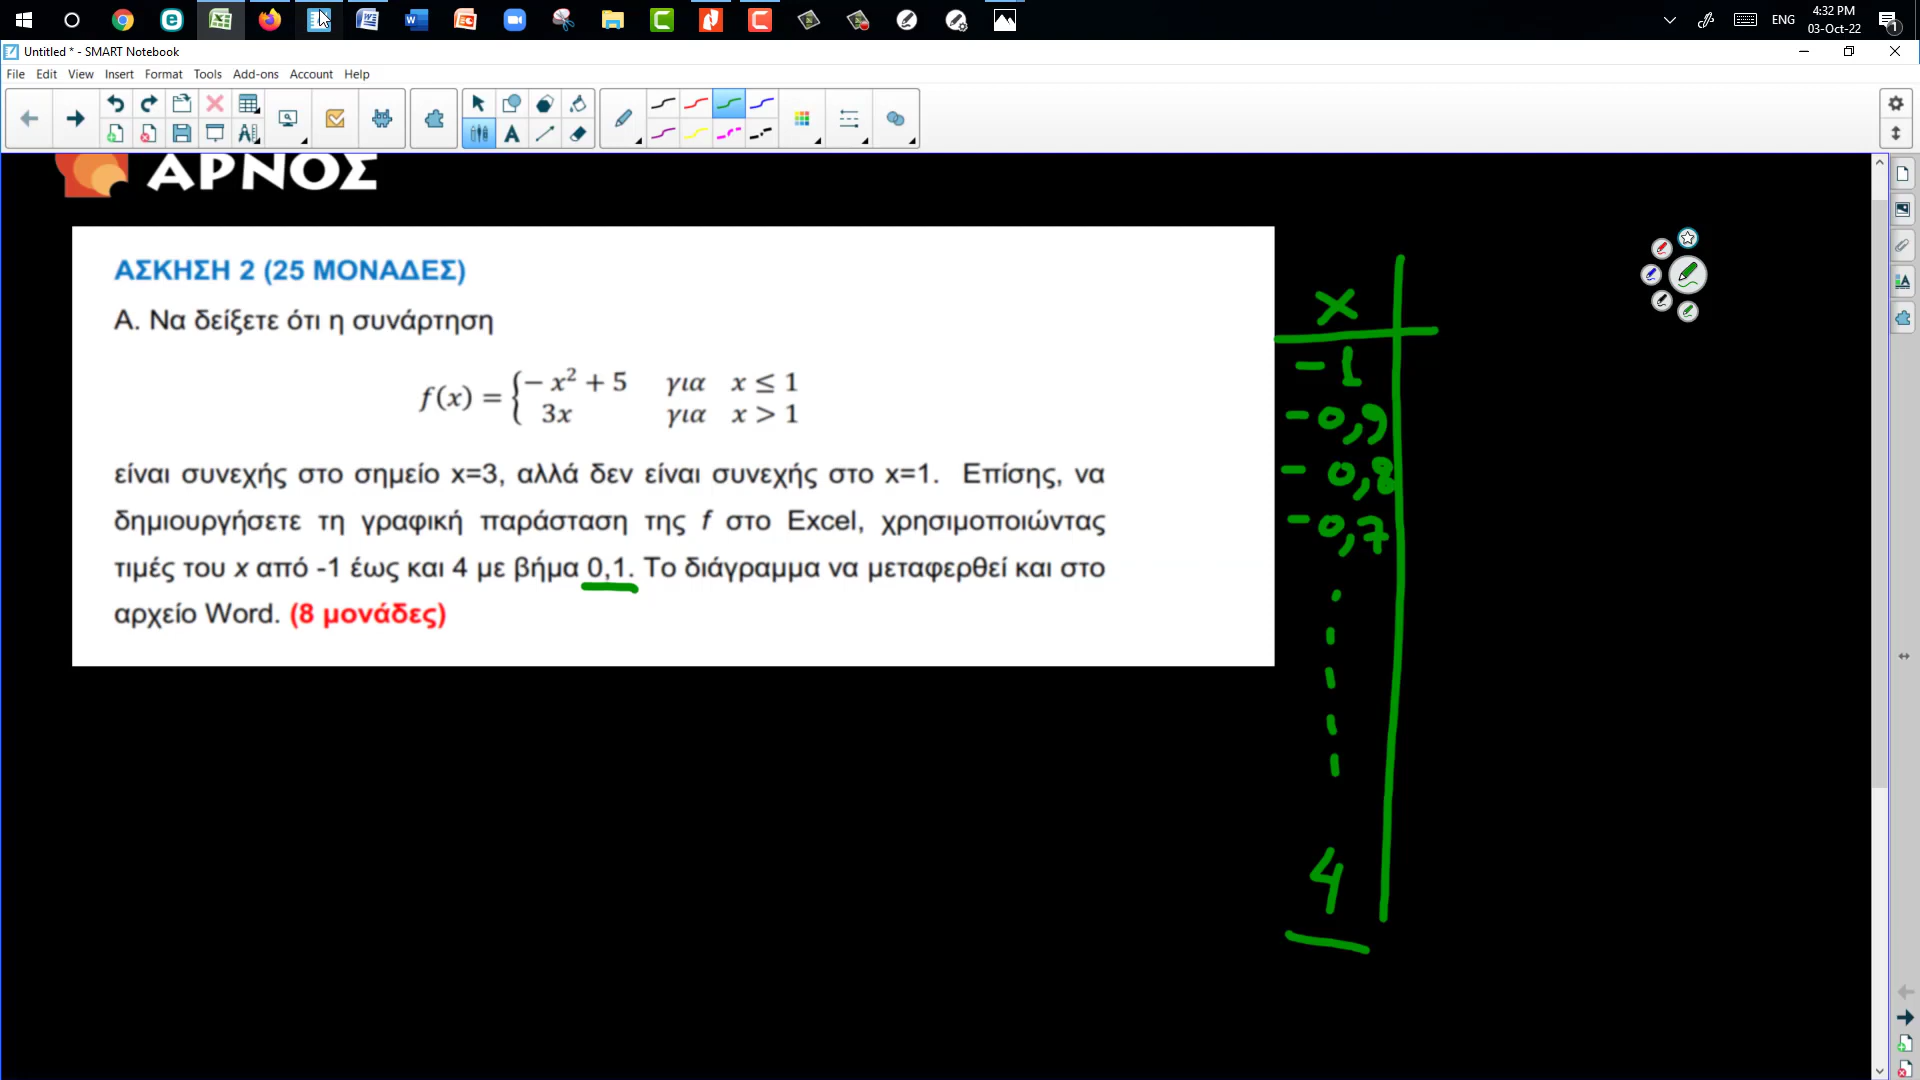 4:32 PM
ENG
03-Oct-22
1
Untitled * - SMART Notebook
File Edit View Insert Format Tools Add-ons Account Help
ΑΡΝΟΣ
ΑΣΚΗΣΗ 2 (25 ΜΟΝΑΔΕΣ)
Α. Να δείξετε ότι η συνάρτηση
f(x) = { − x² + 5 για x ≤ 1
3x για x > 1
είναι συνεχής στο σημείο x=3, αλλά δεν είναι συνεχής στο x=1. Επίσης, να
δημιουργήσετε τη γραφική παράσταση της f στο Excel, χρησιμοποιώντας
τιμές του x από -1 έως και 4 με βήμα 0,1. Το διάγραμμα να μεταφερθεί και στο
αρχείο Word. (8 μονάδες)
x
-1
-0,9
-0,8
-0,7
4